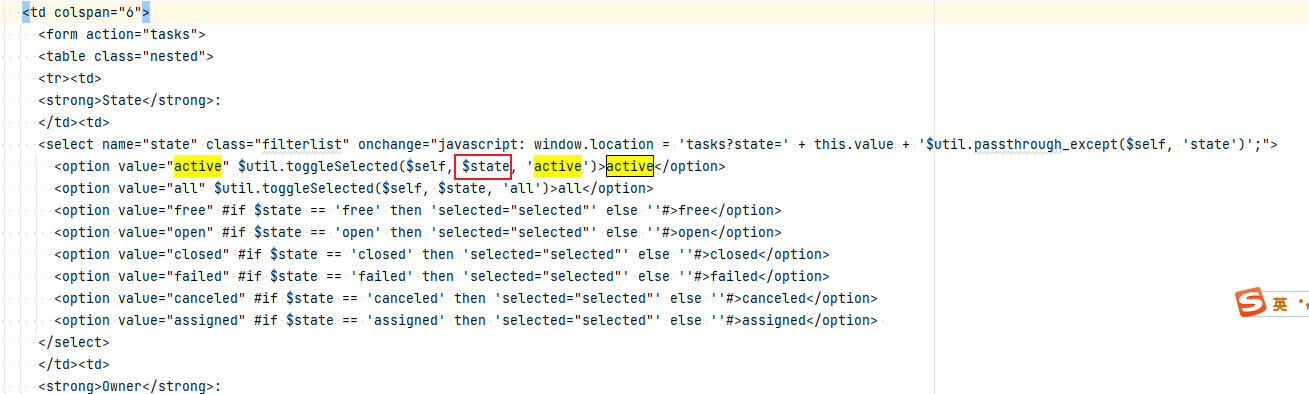 <td colspan="6">
<form action="tasks">
<table class="nested">
<tr><td>
<strong>State</strong>:
</td><td>
<select name="state" class="filterlist" onchange="javascript: window.location = 'tasks?state=' + this.value + '$util.passthrough_except($self, 'state')';">
<option value="active" $util.toggleSelected($self, $state, 'active')>active</option>
<option value="all" $util.toggleSelected($self, $state, 'all')>all</option>
<option value="free" #if $state == 'free' then 'selected="selected"' else ''#>free</option>
<option value="open" #if $state == 'open' then 'selected="selected"' else ''#>open</option>
<option value="closed" #if $state == 'closed' then 'selected="selected"' else ''#>closed</option>
<option value="failed" #if $state == 'failed' then 'selected="selected"' else ''#>failed</option>
<option value="canceled" #if $state == 'canceled' then 'selected="selected"' else ''#>canceled</option>
<option value="assigned" #if $state == 'assigned' then 'selected="selected"' else ''#>assigned</option>
</select>
</td><td>
<strong>Owner</strong>:
S 英